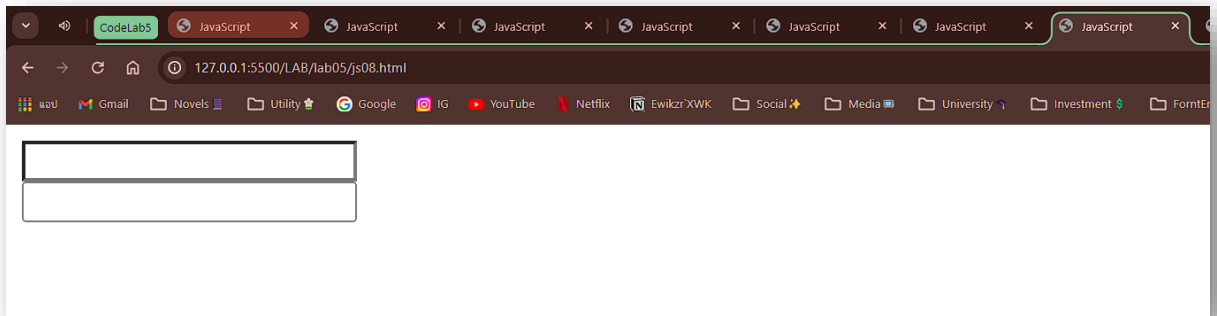 CodeLab5 JavaScript JavaScript JavaScript JavaScript JavaScript JavaScript JavaScript
127.0.0.1:5500/LAB/lab05/js08.html
แอป Gmail Novels Utility Google IG YouTube Netflix Ewikzr`XWK Social Media University Investment ForntEr